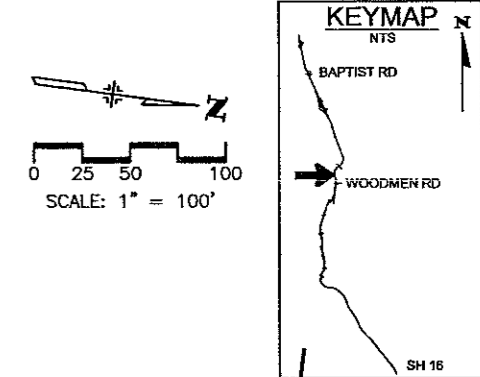 N
0 25 50 100
SCALE: 1" = 100'
KEYMAP
NTS
N
BAPTIST RD
WOODMEN RD
SH 16